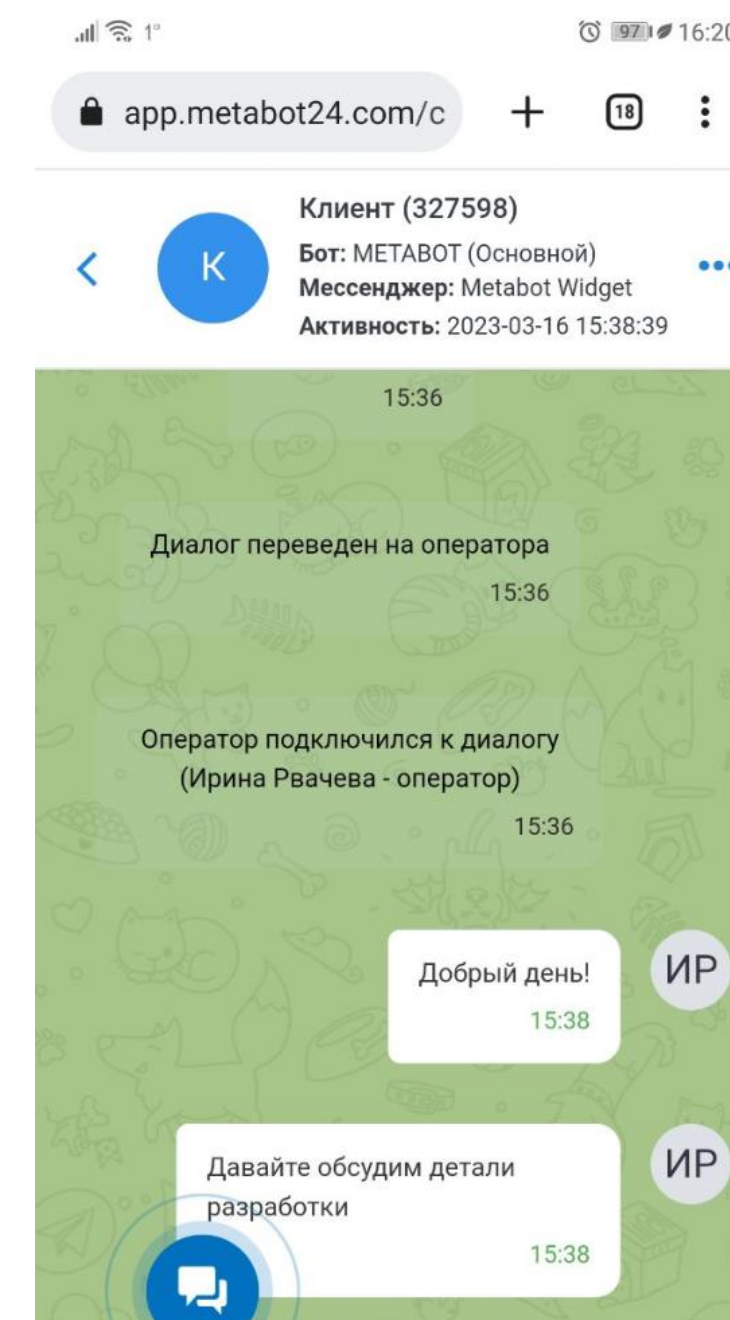 1°
97
16:20
app.metabot24.com/c
18
Клиент (327598)
К
Бот: METABOT (Основной)
Мессенджер: Metabot Widget
Активность: 2023-03-16 15:38:39
15:36
Диалог переведен на оператора
15:36
Оператор подключился к диалогу
(Ирина Рвачева - оператор)
15:36
Добрый день!
ИР
15:38
Давайте обсудим детали
ИР
разработки
15:38